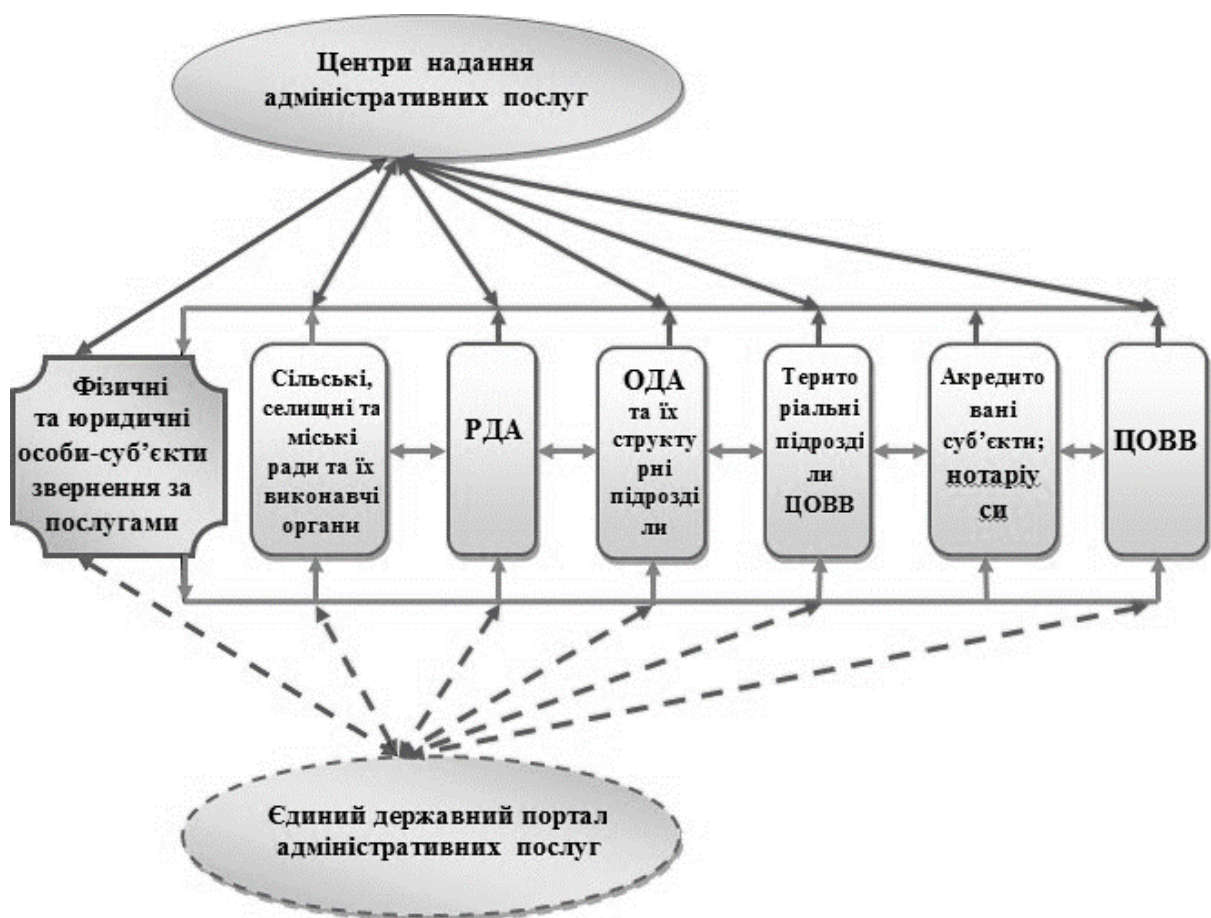 Центри надання
адміністративних послуг
Фізичні
та юридичні
особи-суб’єкти
звернення за
послугами
Сільські,
селищні та
міські
ради та їх
виконавчі
органи
РДА
ОДА
та їх
структу
рні
підрозді
ли
Терито
ріальні
підрозді
ли
ЦОВВ
Акредито
вані
суб’єкти;
нотаріу
си
ЦОВВ
Єдиний державний портал
адміністративних послуг